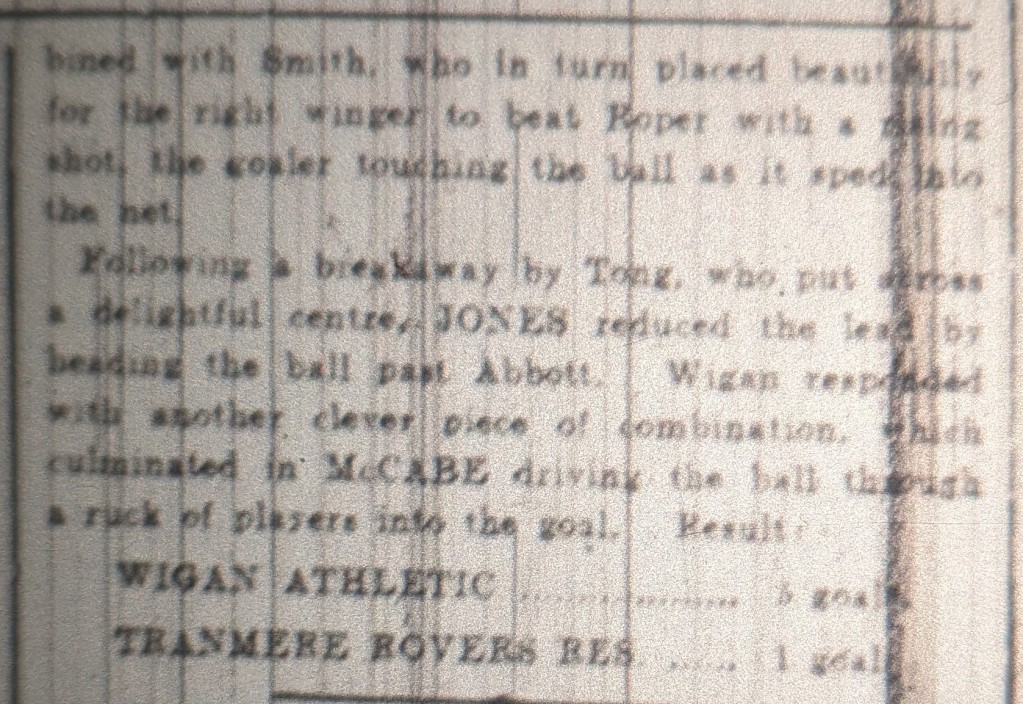 bined with Smith, who in turn placed beautifully
for the right winger to beat Roper with a rising
shot, the goaler touching the ball as it sped into
the net.
Following a breakaway by Tong, who put across
a delightful centre, JONES reduced the lead by
heading the ball past Abbott. Wigan responded
with another clever piece of combination, which
culminated in McCABE driving the ball through
a ruck of players into the goal. Result:
WIGAN ATHLETIC .................... 5 goals
TRANMERE ROVERS RES ...... 1 goal